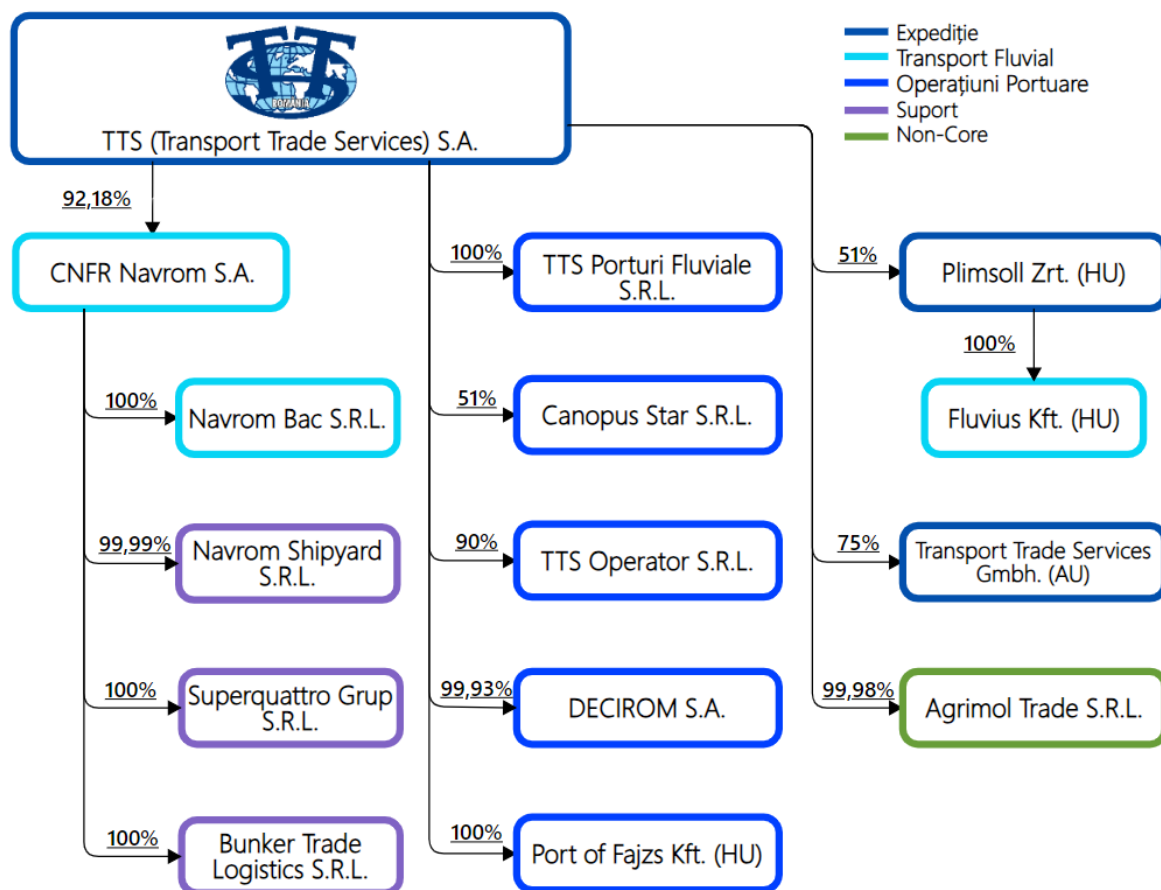 TTS
ROMANIA
TTS (Transport Trade Services) S.A.
Expediție
Transport Fluvial
Operațiuni Portuare
Suport
Non-Core
92,18%
CNFR Navrom S.A.
100%
Navrom Bac S.R.L.
99,99%
Navrom Shipyard
S.R.L.
100%
Superquattro Grup
S.R.L.
100%
Bunker Trade
Logistics S.R.L.
100%
TTS Porturi Fluviale
S.R.L.
51%
Canopus Star S.R.L.
90%
TTS Operator S.R.L.
99,93%
DECIROM S.A.
100%
Port of Fajzs Kft. (HU)
51%
Plimsoll Zrt. (HU)
100%
Fluvius Kft. (HU)
75%
Transport Trade Services
Gmbh. (AU)
99,98%
Agrimol Trade S.R.L.